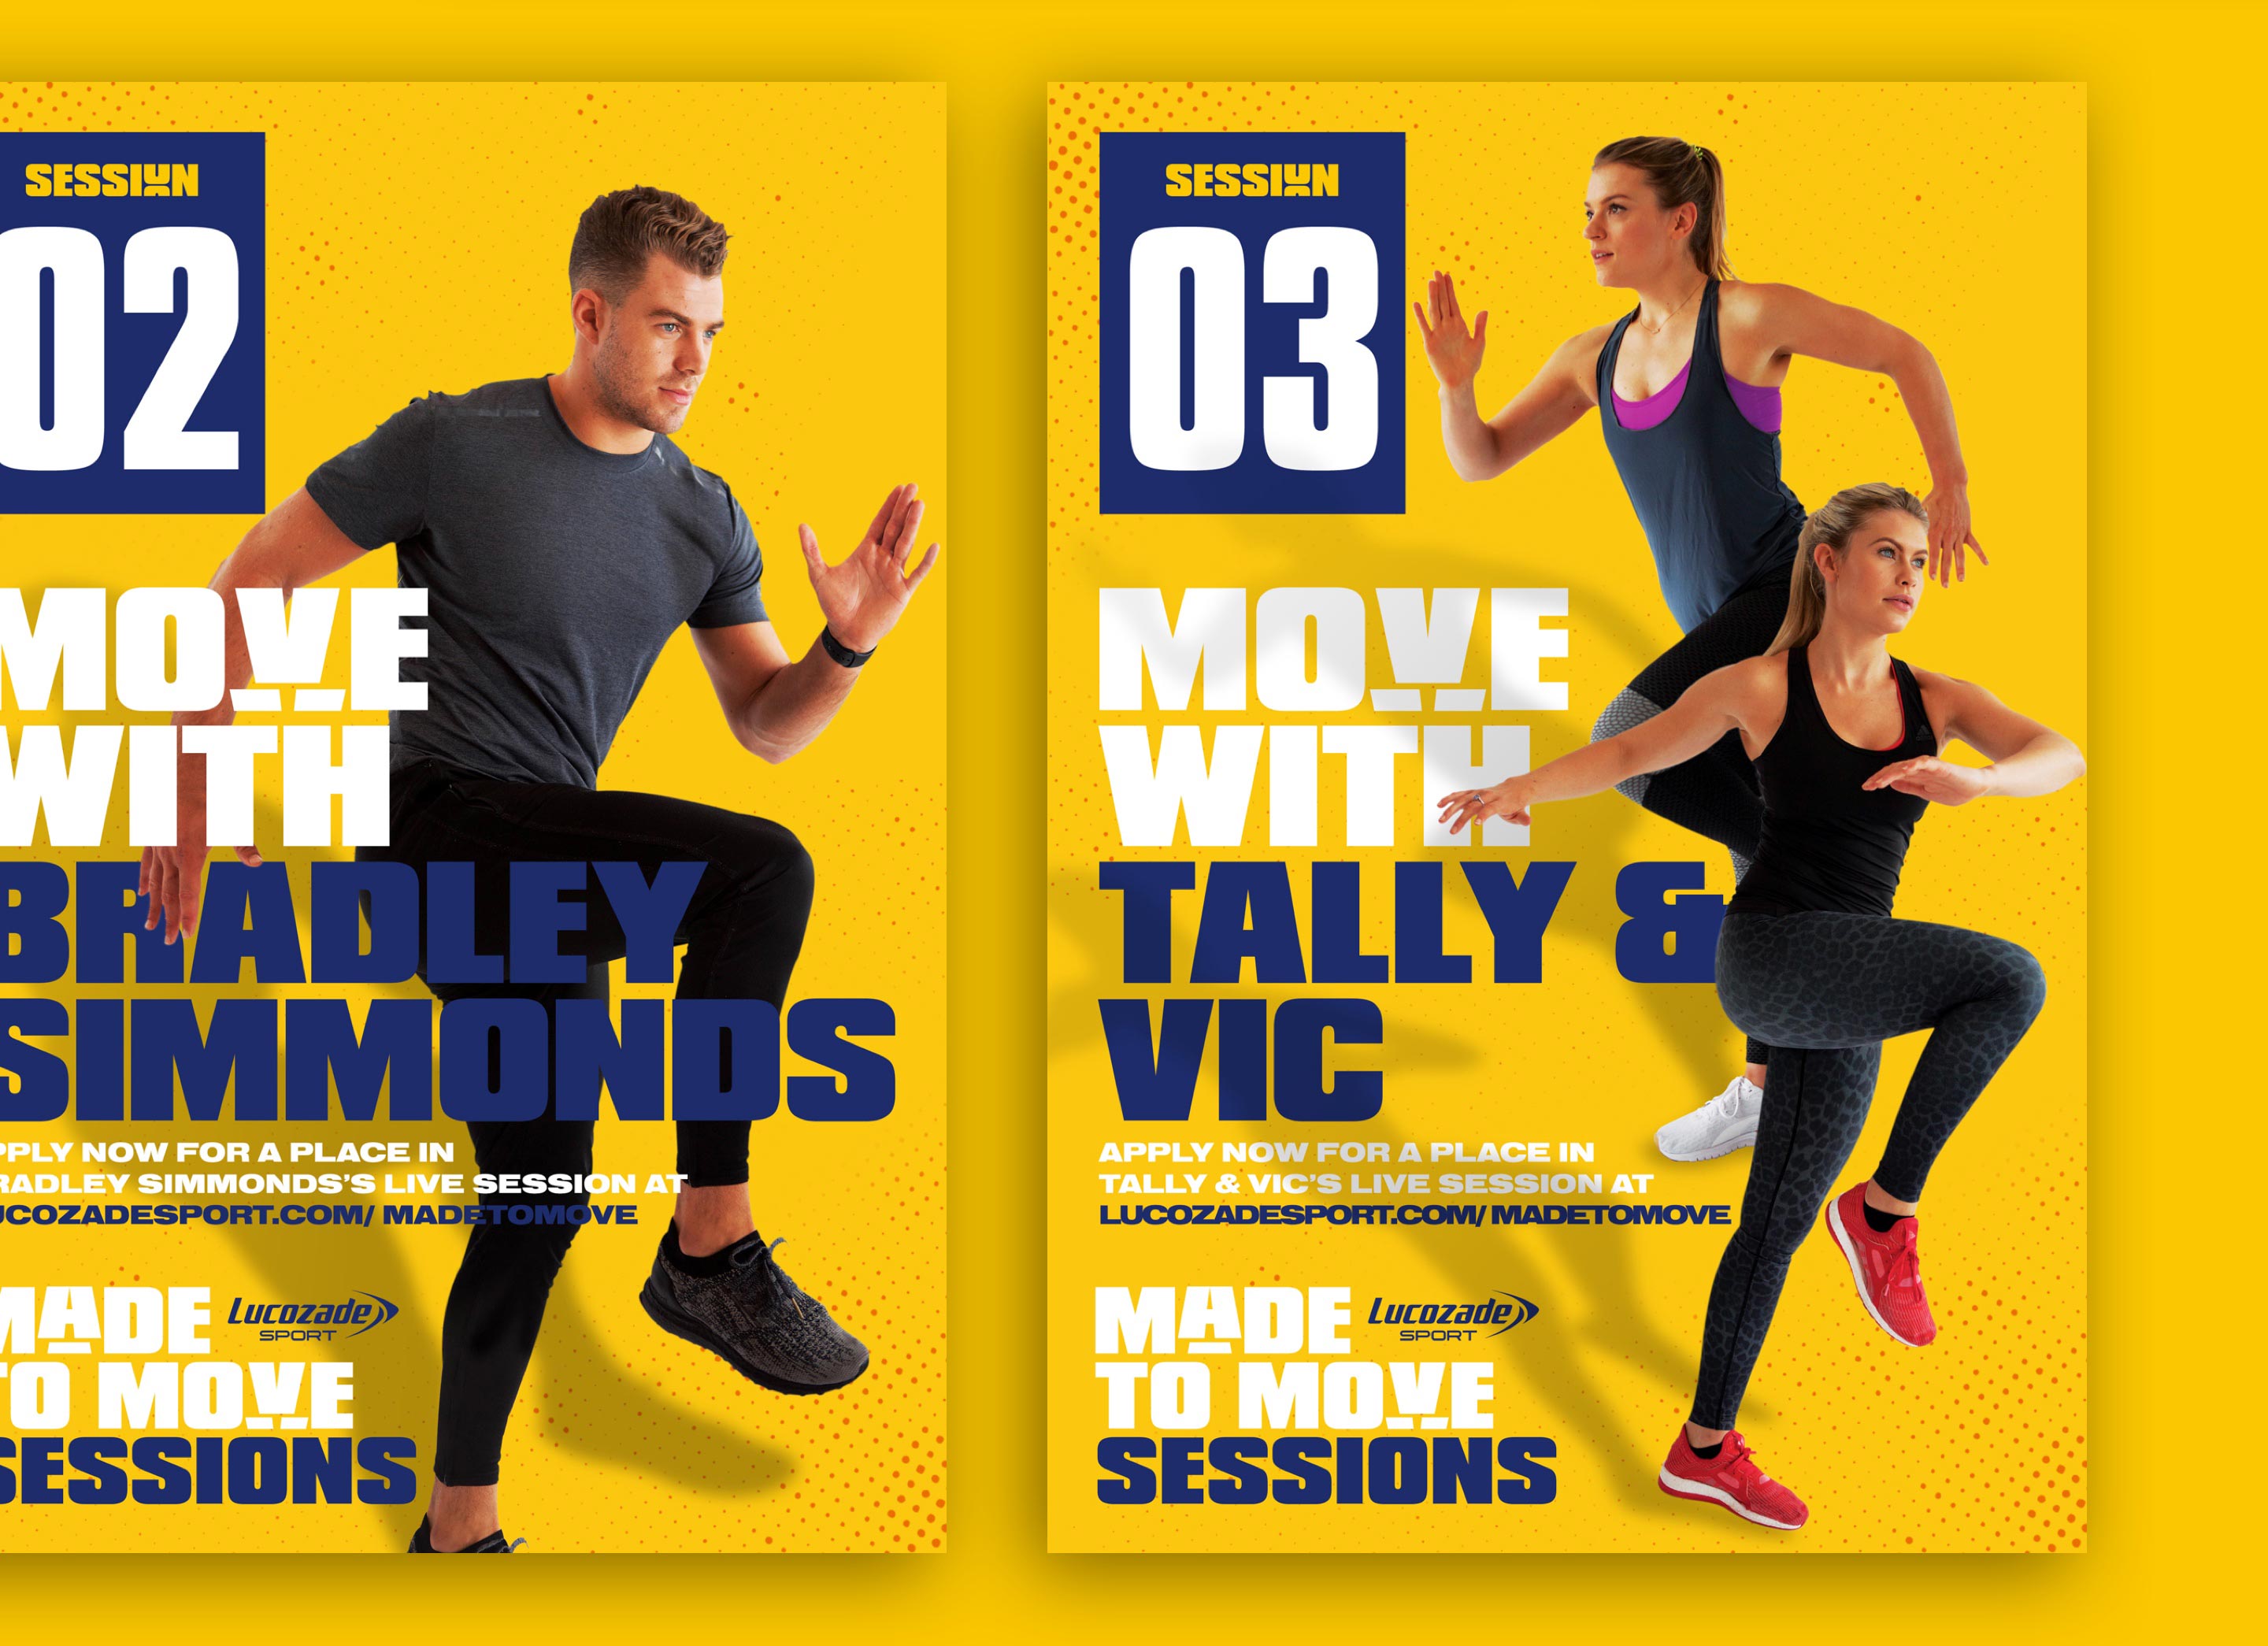 SESSION
02
MOVE
WITH
BRADLEY
SIMMONDS
PPLY NOW FOR A PLACE IN
RADLEY SIMMONDS'S LIVE SESSION AT
UCOZADESPORT.COM/ MADETOMOVE
MADE
Lucozade
SPORT
TO MOVE
SESSIONS
SESSION
03
MOVE
WITH
TALLY &
VIC
APPLY NOW FOR A PLACE IN
TALLY & VIC'S LIVE SESSION AT
LUCOZADESPORT.COM/ MADETOMOVE
MADE
Lucozade
SPORT
TO MOVE
SESSIONS